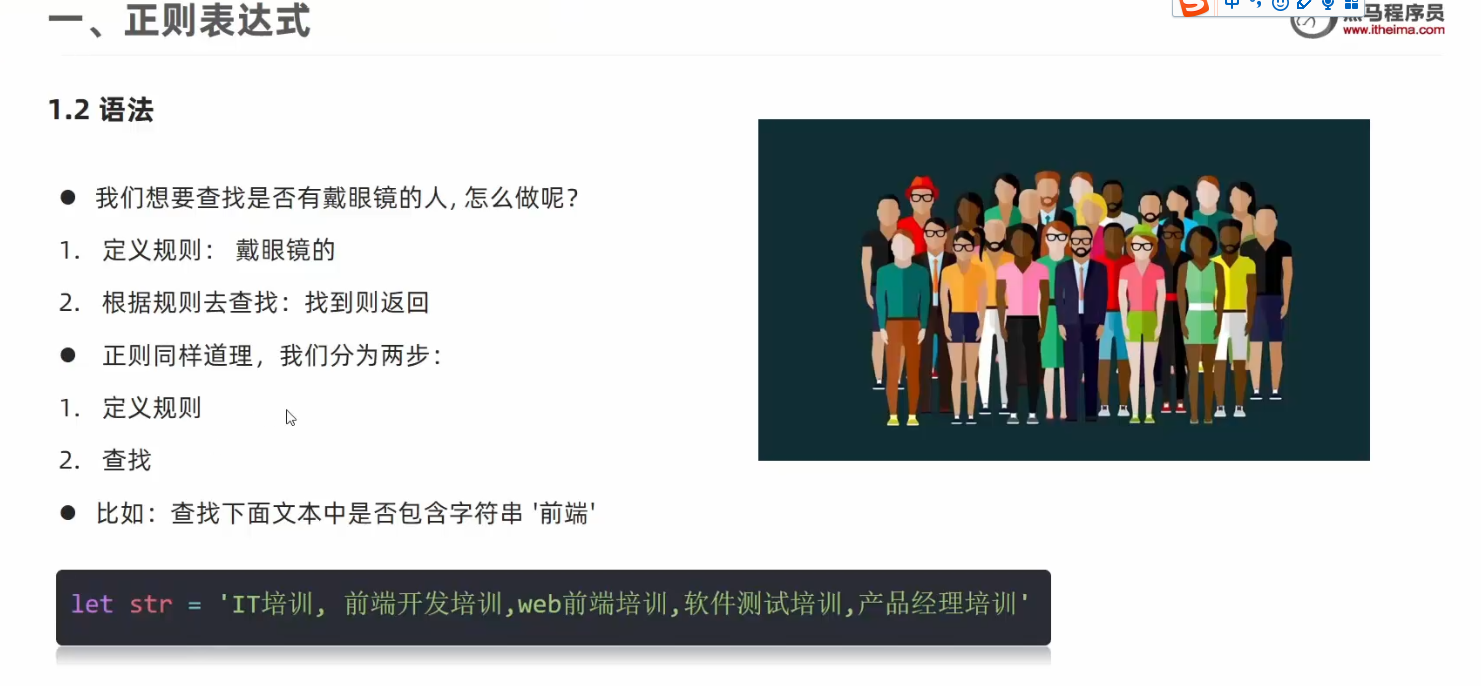 一、正则表达式
中
黑马程序员
www.itheima.com
1.2 语法
● 我们想要查找是否有戴眼镜的人, 怎么做呢?
1. 定义规则: 戴眼镜的
2. 根据规则去查找: 找到则返回
● 正则同样道理, 我们分为两步:
1. 定义规则
2. 查找
● 比如: 查找下面文本中是否包含字符串 '前端'
let str = 'IT培训, 前端开发培训,web前端培训,软件测试培训,产品经理培训'